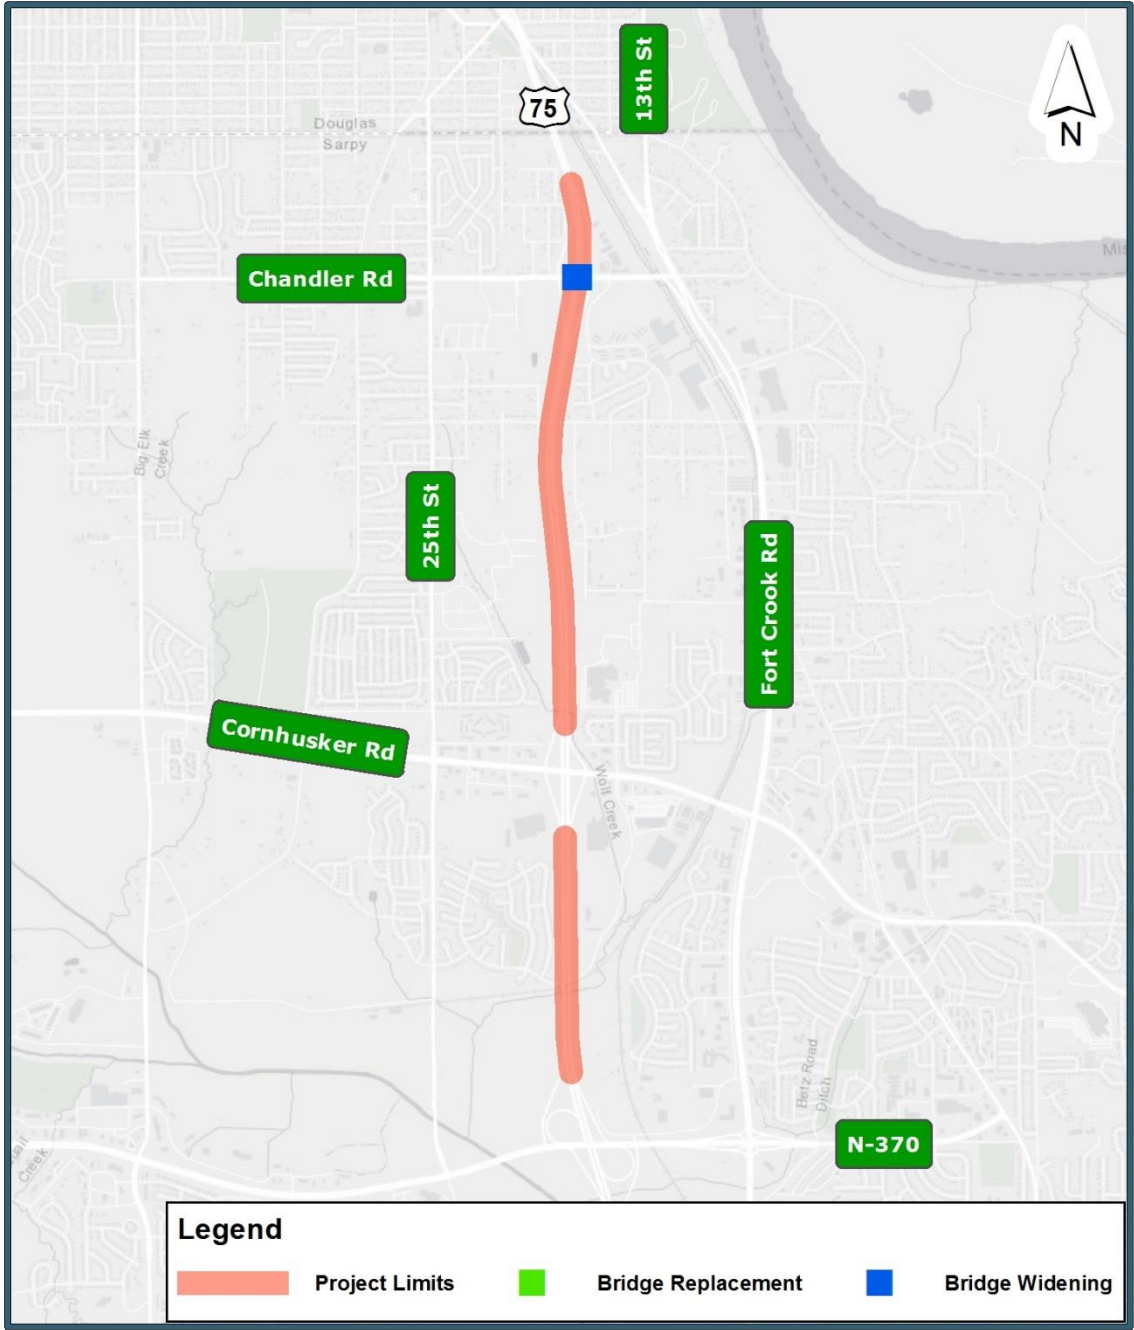 13th St
75
N
Douglas
Sarpy
Chandler Rd
Big Elk
Creek
25th St
Fort Crook Rd
Cornhusker Rd
Wolf Creek
Betz Road
Ditch
N-370
Creek
Legend
Project Limits
Bridge Replacement
Bridge Widening